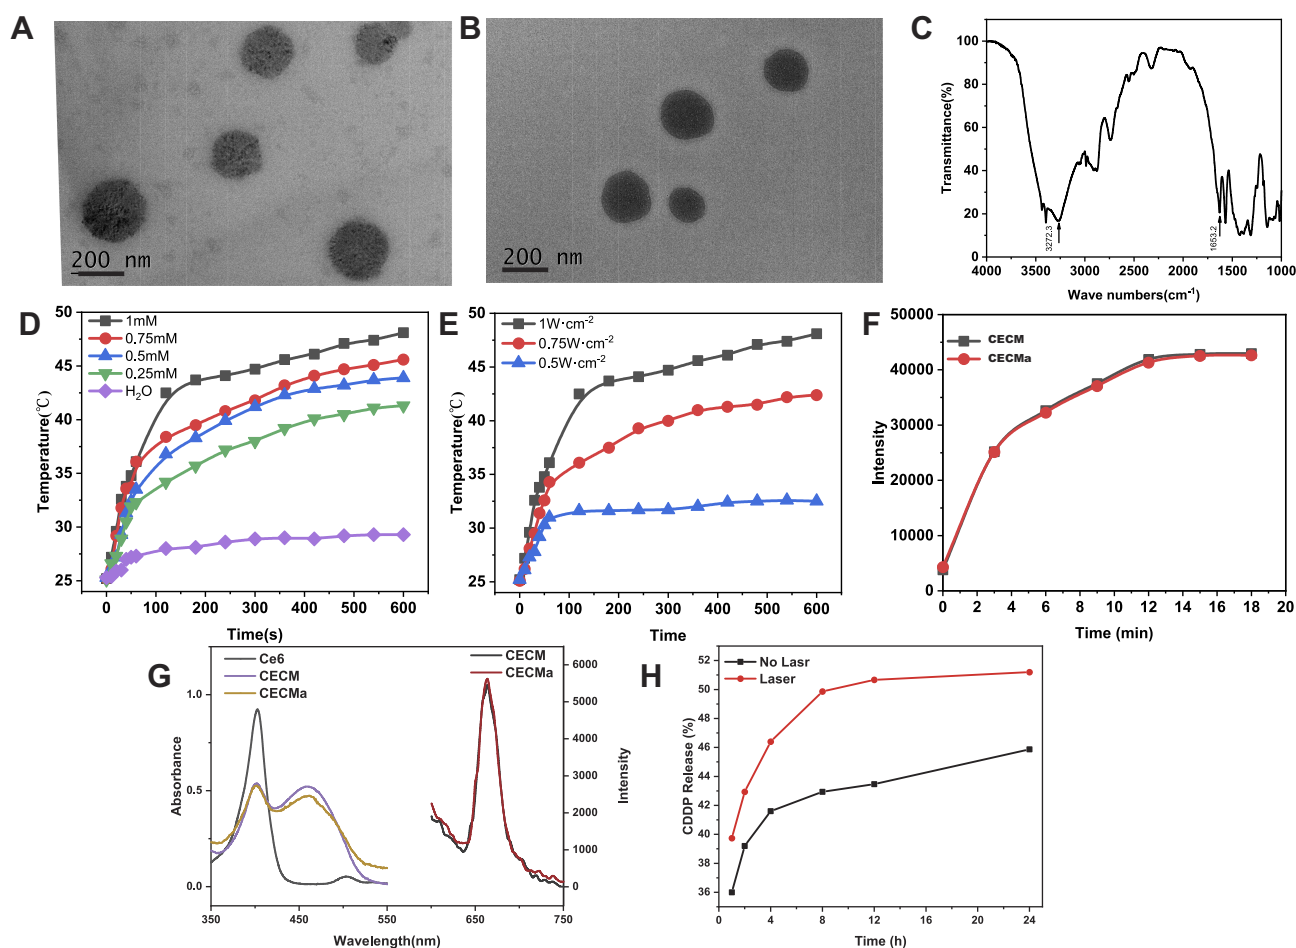 A
200 nm
B
200 nm
C
Transmittance(%)
100
80
60
40
20
0
3272.3
1653.2
4000 3500 3000 2500 2000 1500 1000
Wave numbers(cm⁻¹)
D
Temperature(℃)
50
45
40
35
30
25
1mM
0.75mM
0.5mM
0.25mM
H₂O
0 100 200 300 400 500 600
Time(s)
E
Temperature(℃)
50
45
40
35
30
25
1W·cm⁻²
0.75W·cm⁻²
0.5W·cm⁻²
0 100 200 300 400 500 600
Time
F
Intensity
50000
40000
30000
20000
10000
0
CECM
CECMa
0 2 4 6 8 10 12 14 16 18 20
Time (min)
G
Absorbance
1.0
0.5
0.0
Ce6
CECM
CECMa
CECM
CECMa
6000
5000
4000
3000
2000
1000
0
Intensity
350 450 550 650 750
Wavelength(nm)
H
CDDP Release (%)
52
50
48
46
44
42
40
38
36
No Lasr
Laser
0 4 8 12 16 20 24
Time (h)